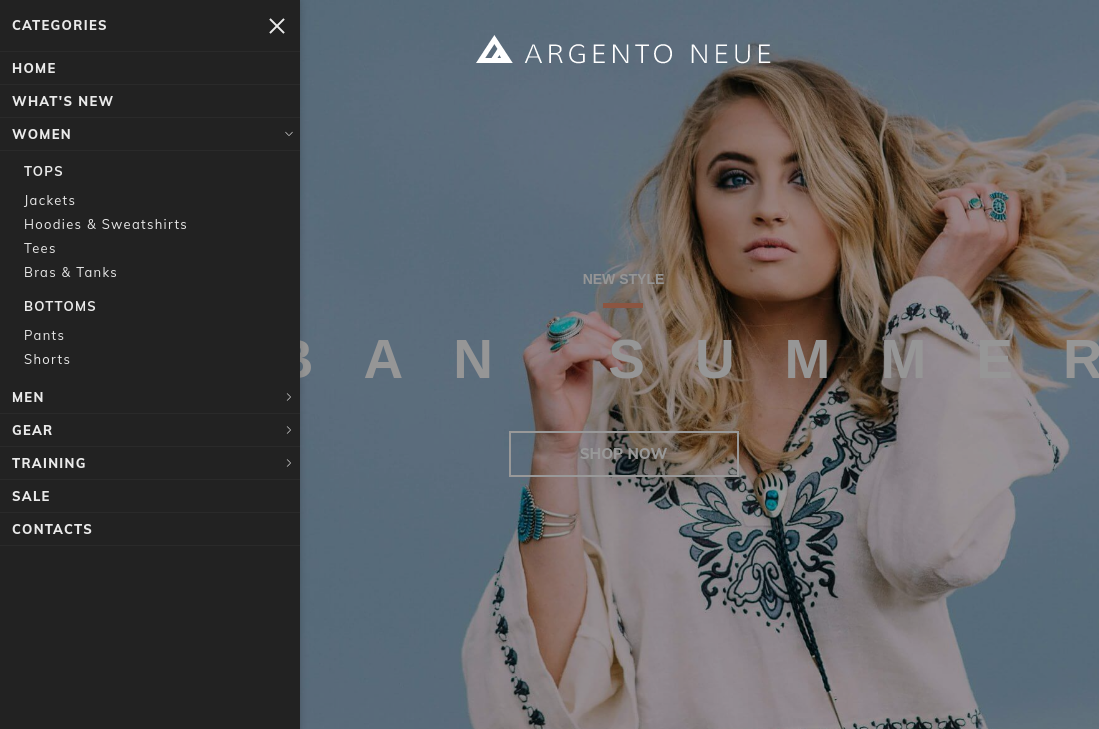 CATEGORIES
HOME
WHAT'S NEW
WOMEN
TOPS
Jackets
Hoodies & Sweatshirts
Tees
Bras & Tanks
BOTTOMS
Pants
Shorts
MEN
GEAR
TRAINING
SALE
CONTACTS
ARGENTO NEUE
NEW STYLE
BAN SUMMER
SHOP NOW